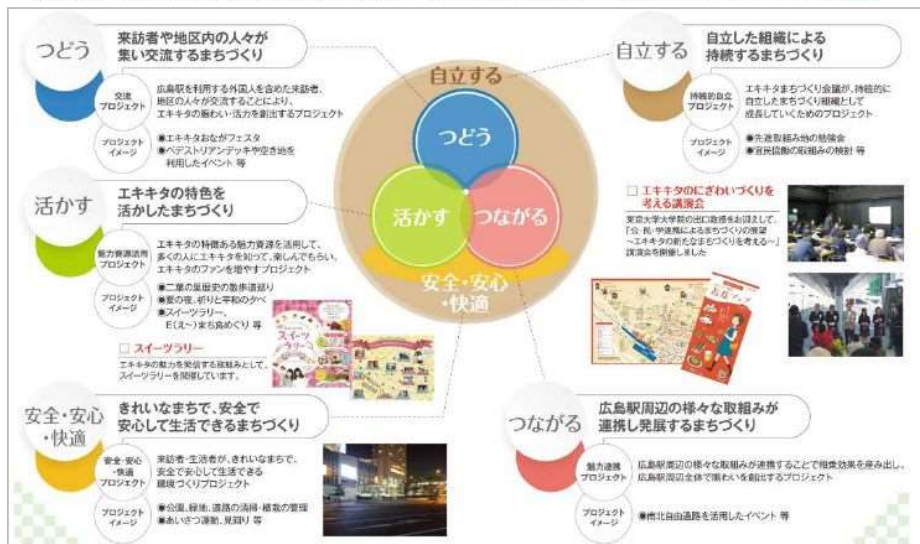 つどう
来訪者や地区内の人々が
集い交流するまちづくり
交流
プロジェクト
広島駅を利用する外国人を含めた来訪者、
地区の人々が交流することにより、
エキキタの賑わい・活力を創出するプロジェクト
プロジェクト
イメージ
●エキキタおながフェスタ
●ペデストリアンデッキや空き地を
利用したイベント 等
活かす
エキキタの特色を
活かしたまちづくり
魅力資源活用
プロジェクト
エキキタの特徴ある魅力資源を活用して、
多くの人にエキキタを知って、楽しんでもらい、
エキキタのファンを増やすプロジェクト
プロジェクト
イメージ
●二葉の里歴史の散歩道巡り
●夏の夜、祈りと平和の夕べ
●スイーツラリー、
E(え〜)まち食めぐり 等
□ スイーツラリー
エキキタの魅力を発信する取組みとして、
スイーツラリーを開催しています。
スイーツ
ラリー
安全・安心
・快適
きれいなまちで、安全で
安心して生活できるまちづくり
安全・安心
・快適
プロジェクト
来訪者・生活者が、きれいなまちで、
安全で安心して生活できる
環境づくりプロジェクト
プロジェクト
イメージ
●公園、緑地、道路の清掃・植栽の管理
●あいさつ運動、見廻り 等
自立する
つどう
活かす
つながる
安全・安心
・快適
自立する
自立した組織による
持続するまちづくり
持続的自立
プロジェクト
エキキタまちづくり会議が、持続的に
自立したまちづくり組織として
成長していくためのプロジェクト
プロジェクト
イメージ
●先進取組み地の勉強会
●官民協働の取組みの検討 等
□ エキキタのにぎわいづくりを
考える講演会
東京大学大学院の出口教授をお迎えして、
「公・民・学連携によるまちづくりの展望
〜エキキタの新たなまちづくりを考える〜」
講演会を開催しました
マップ
つながる
広島駅周辺の様々な取組みが
連携し発展するまちづくり
魅力連携
プロジェクト
広島駅周辺の様々な取組みが連携することで相乗効果を産み出し、
広島駅周辺全体で賑わいを創出するプロジェクト
プロジェクト
イメージ
●南北自由通路を活用したイベント 等